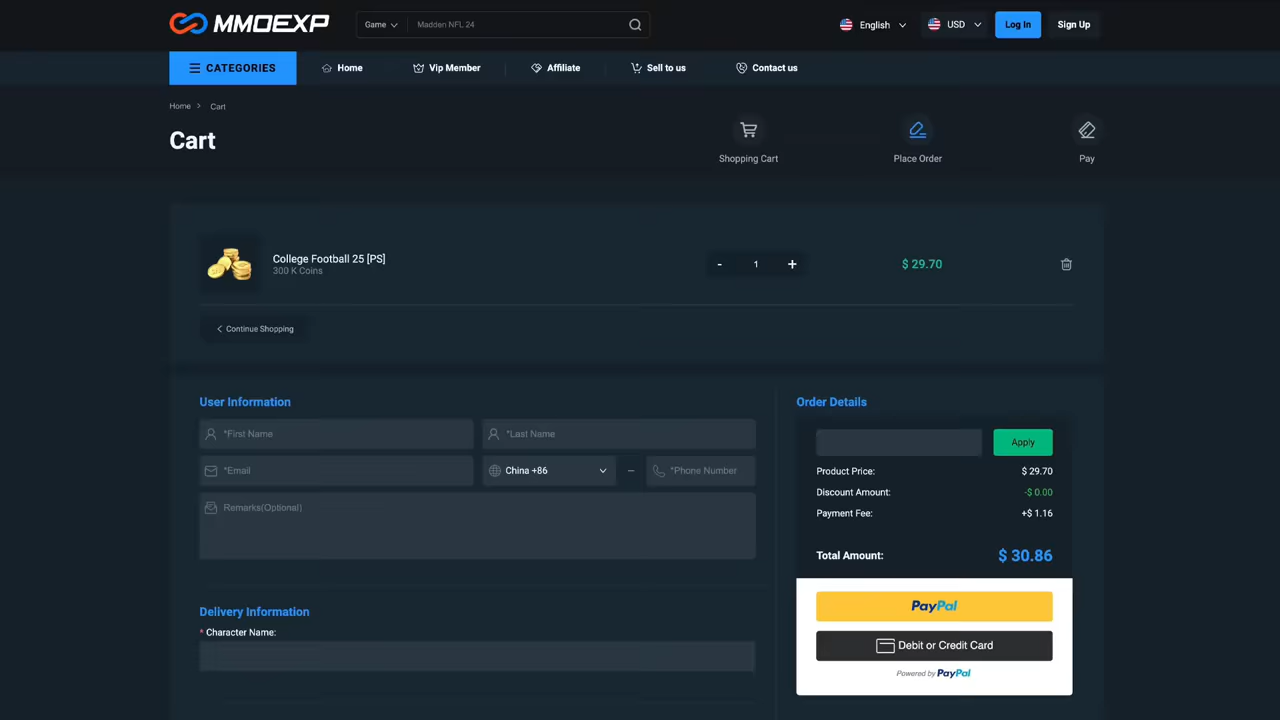 MMOEXP
Game
Madden NFL 24
English
USD
Log In
Sign Up
CATEGORIES
Home
Vip Member
Affiliate
Sell to us
Contact us
Home > Cart
Cart
Shopping Cart
Place Order
Pay
College Football 25 [PS]
300 K Coins
- 1 +
$ 29.70
Continue Shopping
User Information
*First Name
*Last Name
*Email
China +86
*Phone Number
Remarks(Optional)
Delivery Information
* Character Name:
Order Details
Apply
Product Price: $ 29.70
Discount Amount: -$ 0.00
Payment Fee: +$ 1.16
Total Amount: $ 30.86
PayPal
Debit or Credit Card
Powered by PayPal